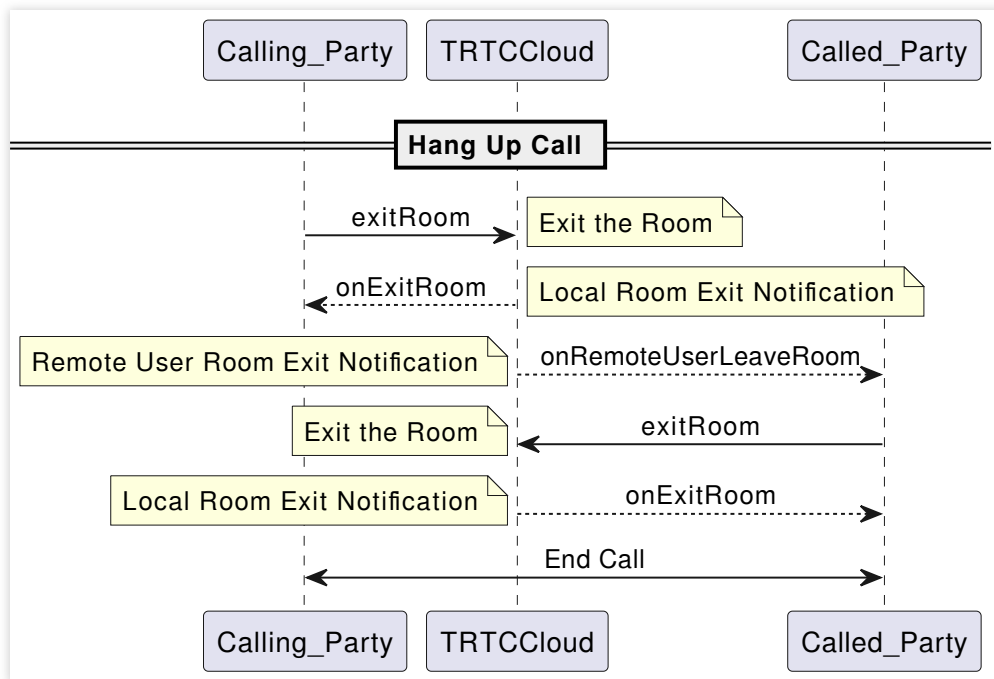 Calling_Party TRTCCloud Called_Party
Hang Up Call
exitRoom Exit the Room
onExitRoom Local Room Exit Notification
Remote User Room Exit Notification onRemoteUserLeaveRoom
Exit the Room exitRoom
Local Room Exit Notification onExitRoom
End Call
Calling_Party TRTCCloud Called_Party